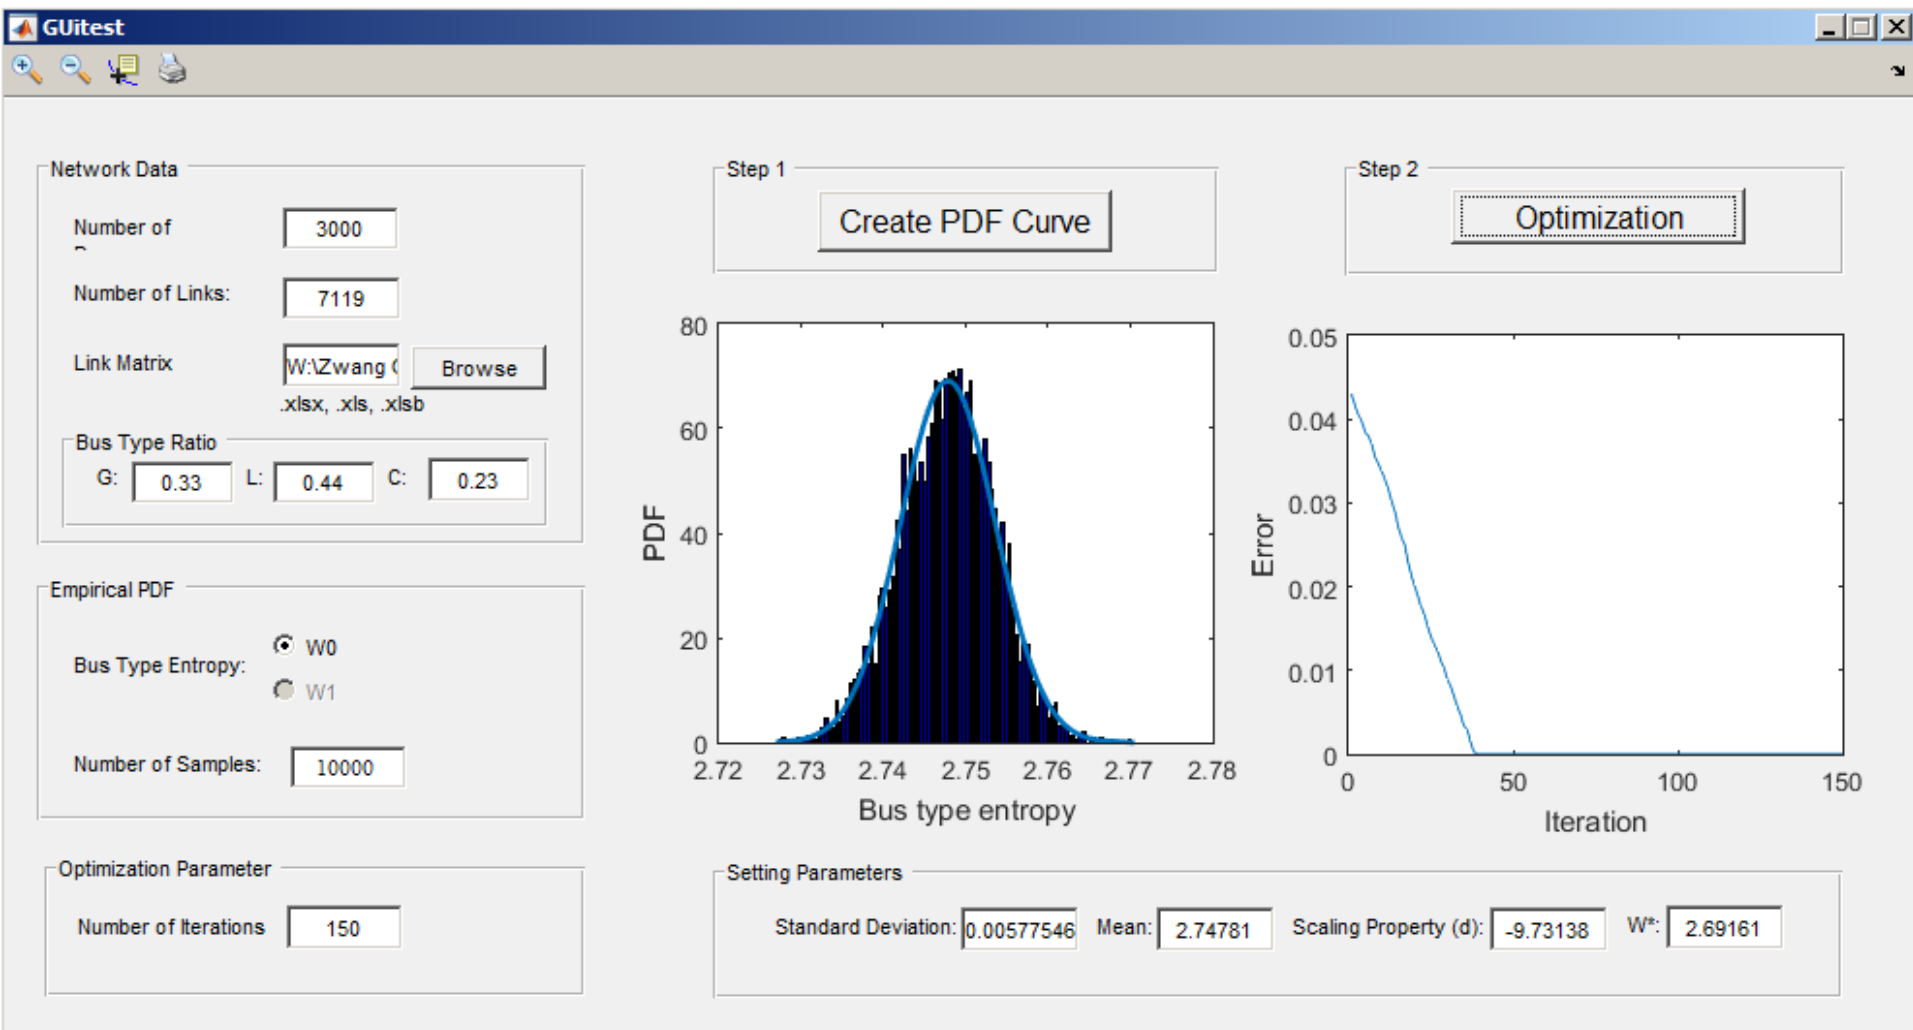 GUitest
Network Data
Number of
3000
Number of Links:
7119
Link Matrix
W:\Zwang
Browse
.xlsx, .xls, .xlsb
Bus Type Ratio
G: 0.33 L: 0.44 C: 0.23
Empirical PDF
Bus Type Entropy:
W0
W1
Number of Samples:
10000
Optimization Parameter
Number of Iterations
150
Step 1
Create PDF Curve
80
60
40
20
0
PDF
2.72 2.73 2.74 2.75 2.76 2.77 2.78
Bus type entropy
Step 2
Optimization
0.05
0.04
0.03
0.02
0.01
0
Error
0 50 100 150
Iteration
Setting Parameters
Standard Deviation: 0.00577546 Mean: 2.74781 Scaling Property (d): -9.73138 W*: 2.69161